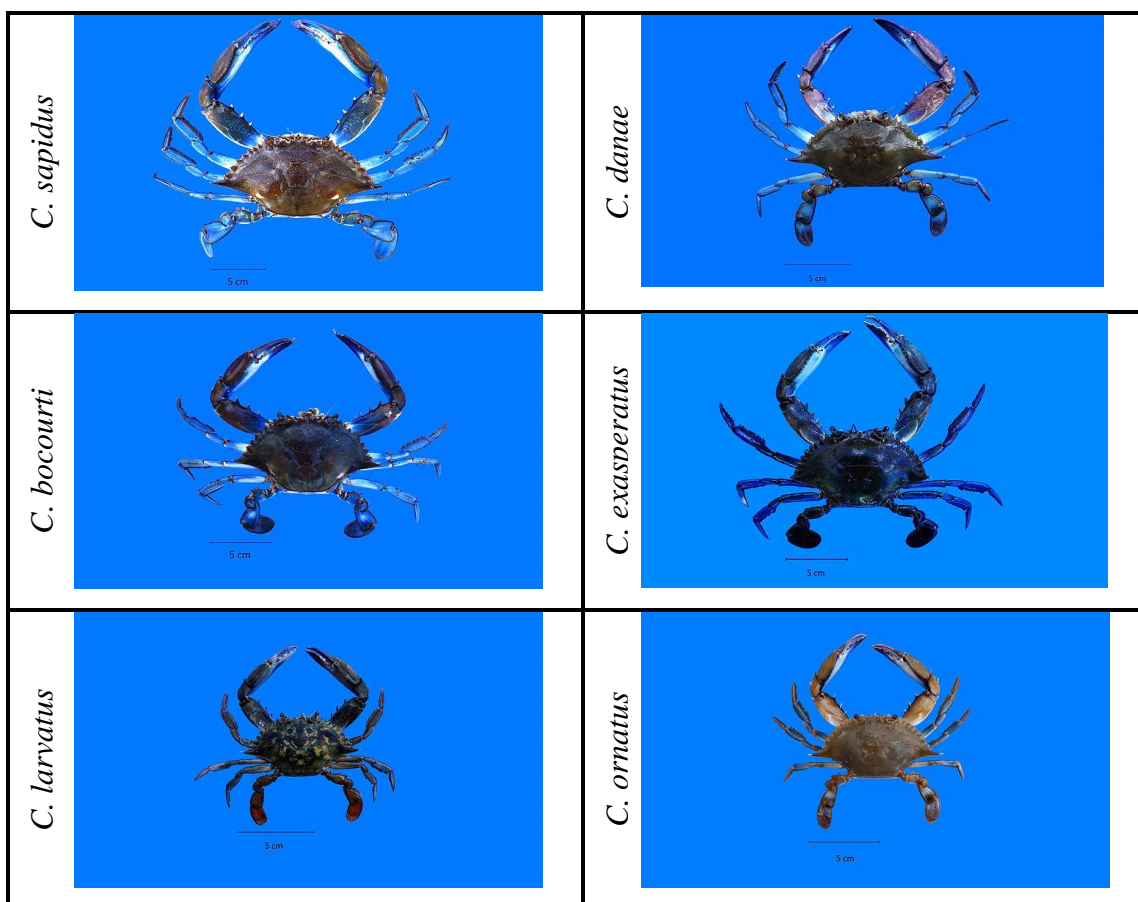 C. sapidus
5 cm
C. danae
5 cm
C. bocourti
5 cm
C. exasperatus
5 cm
C. larvatus
5 cm
C. ornatus
5 cm